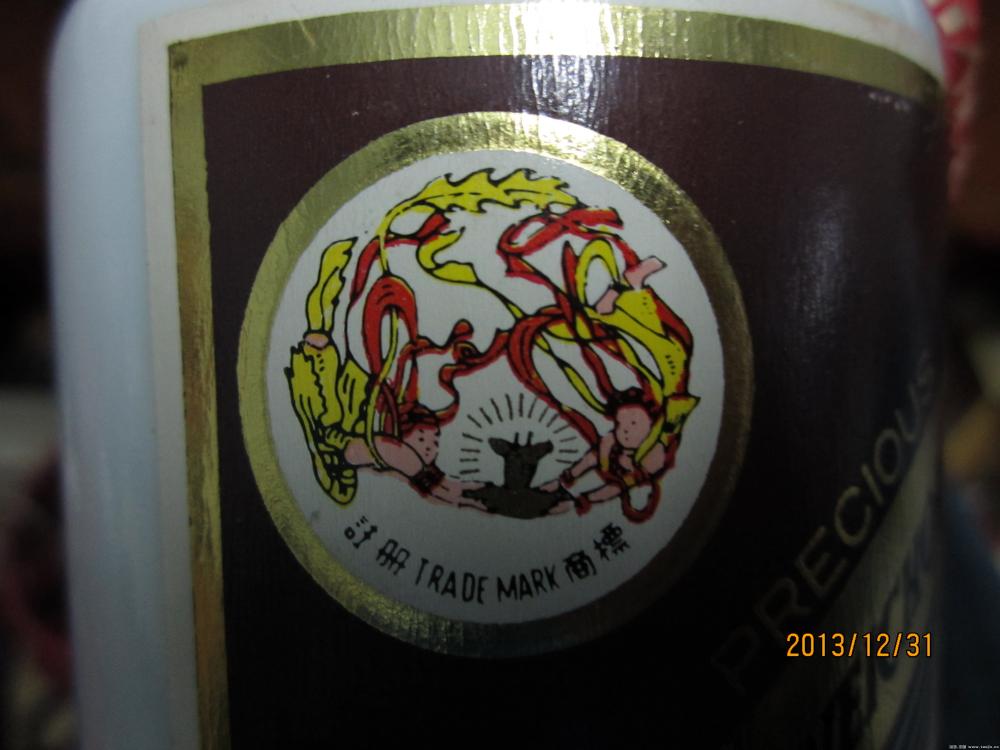 註册 TRADE MARK 商標
PRECIOUS
2013/12/31